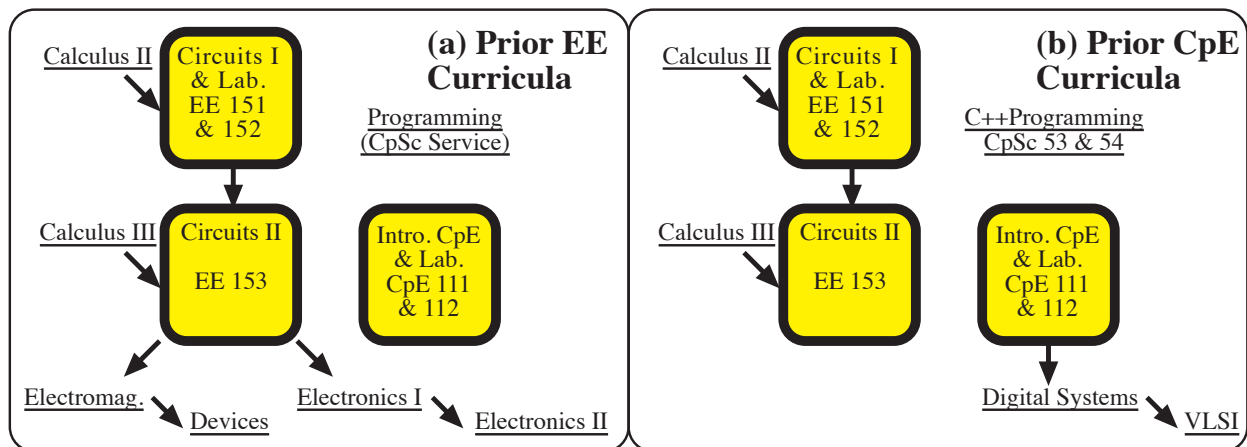 (a) Prior EE
Curricula
Calculus II
Circuits I
& Lab.
EE 151
& 152
Programming
(CpSc Service)
Calculus III
Circuits II
EE 153
Intro. CpE
& Lab.
CpE 111
& 112
Electromag.
Devices
Electronics I
Electronics II
(b) Prior CpE
Curricula
Calculus II
Circuits I
& Lab.
EE 151
& 152
C++Programming
CpSc 53 & 54
Calculus III
Circuits II
EE 153
Intro. CpE
& Lab.
CpE 111
& 112
Digital Systems
VLSI